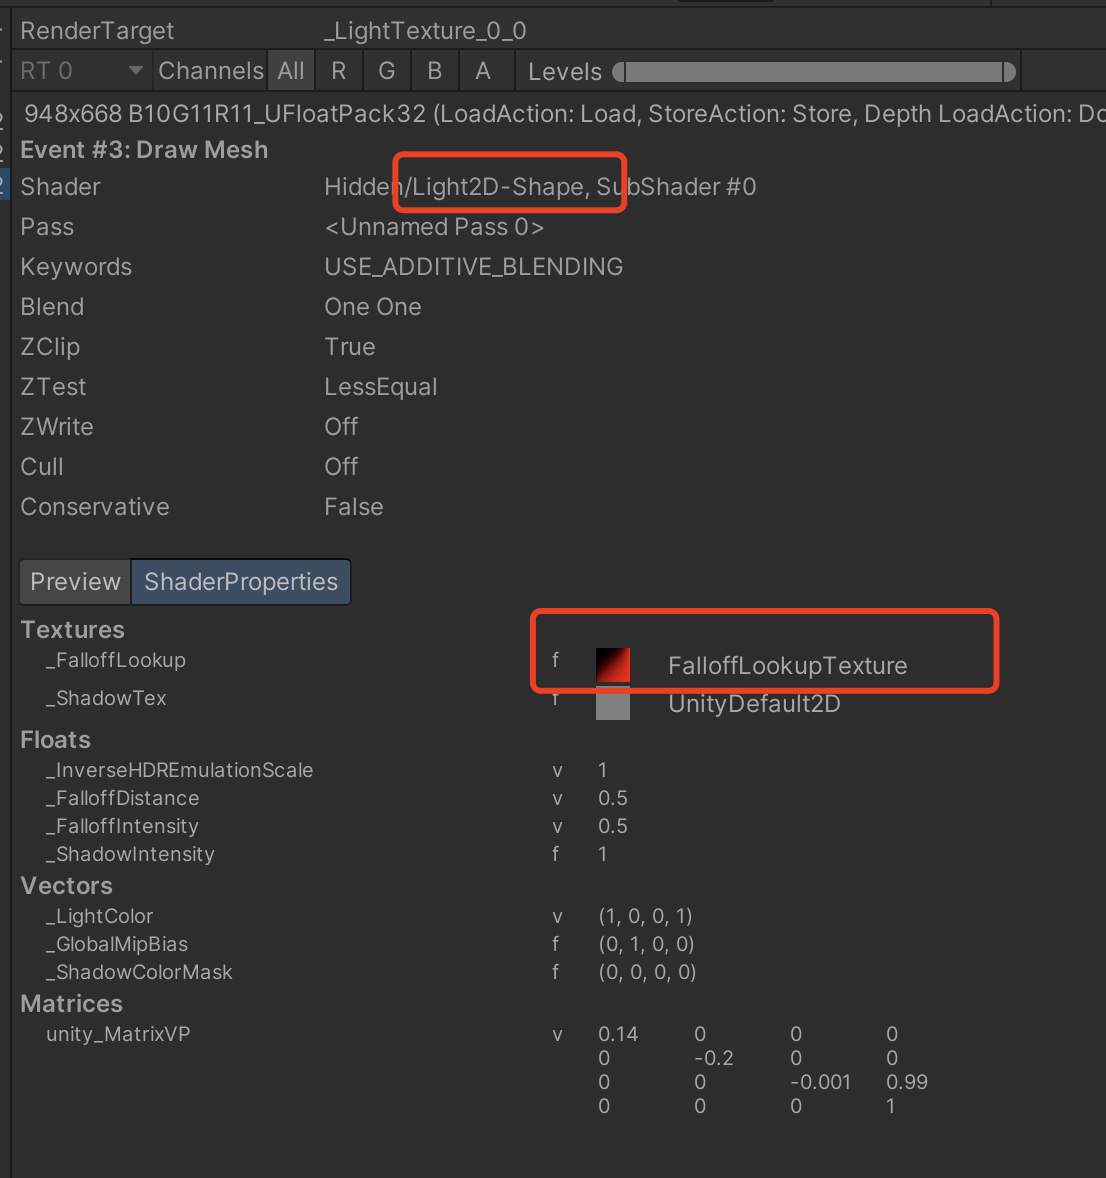 RenderTarget _LightTexture_0_0
RT 0 Channels All R G B A Levels
948x668 B10G11R11_UFloatPack32 (LoadAction: Load, StoreAction: Store, Depth LoadAction: Do
Event #3: Draw Mesh
Shader Hidden/Light2D-Shape, SubShader #0
Pass <Unnamed Pass 0>
Keywords USE_ADDITIVE_BLENDING
Blend One One
ZClip True
ZTest LessEqual
ZWrite Off
Cull Off
Conservative False
Preview ShaderProperties
Textures
_FalloffLookup f FalloffLookupTexture
_ShadowTex f UnityDefault2D
Floats
_InverseHDREmulationScale v 1
_FalloffDistance v 0.5
_FalloffIntensity v 0.5
_ShadowIntensity f 1
Vectors
_LightColor v (1, 0, 0, 1)
_GlobalMipBias f (0, 1, 0, 0)
_ShadowColorMask f (0, 0, 0, 0)
Matrices
unity_MatrixVP v 0.14 0 0 0
0 -0.2 0 0
0 0 -0.001 0.99
0 0 0 1